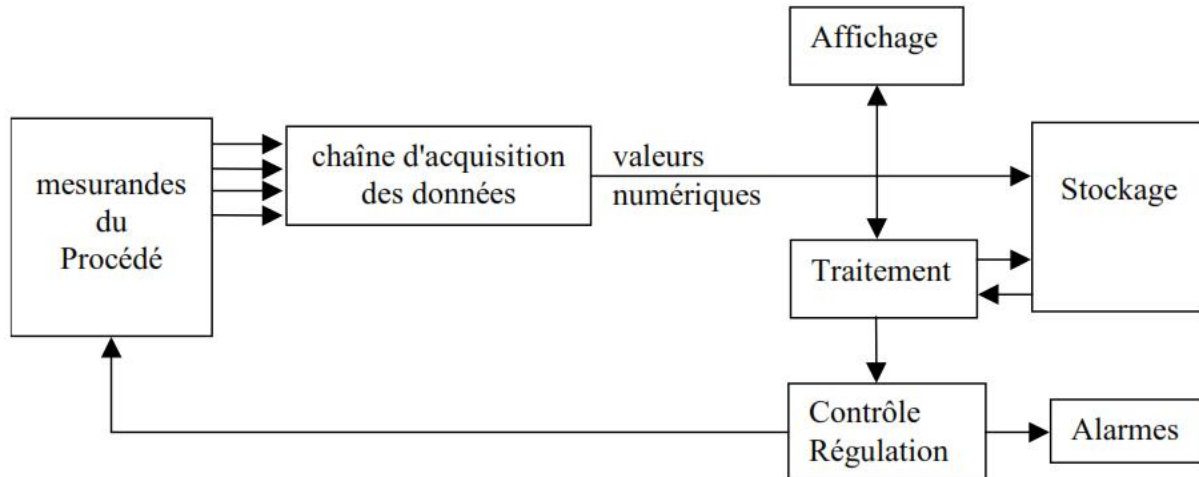 Affichage
mesurandes
du
Procédé
chaîne d'acquisition
des données
valeurs
numériques
Stockage
Traitement
Contrôle
Régulation
Alarmes